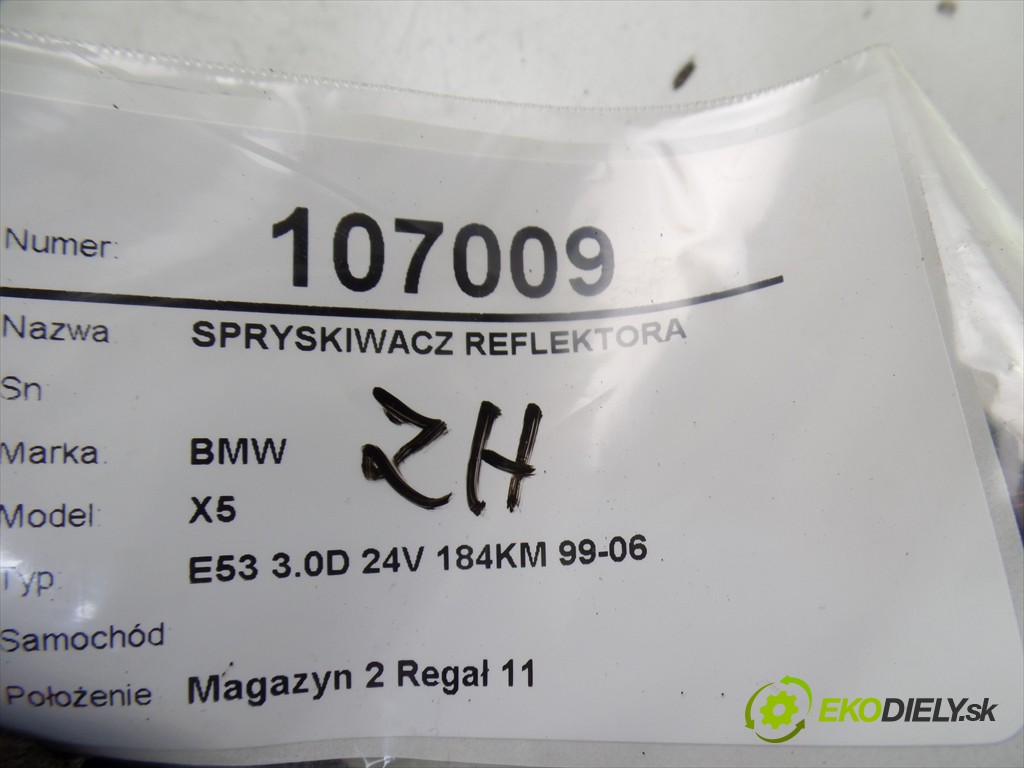 Numer: 107009
Nazwa SPRYSKIWACZ REFLEKTORA
Sn
Marka: BMW
ZH
Model: X5
Typ: E53 3.0D 24V 184KM 99-06
Samochód
Położenie Magazyn 2 Regał 11
EKODIELY.sk